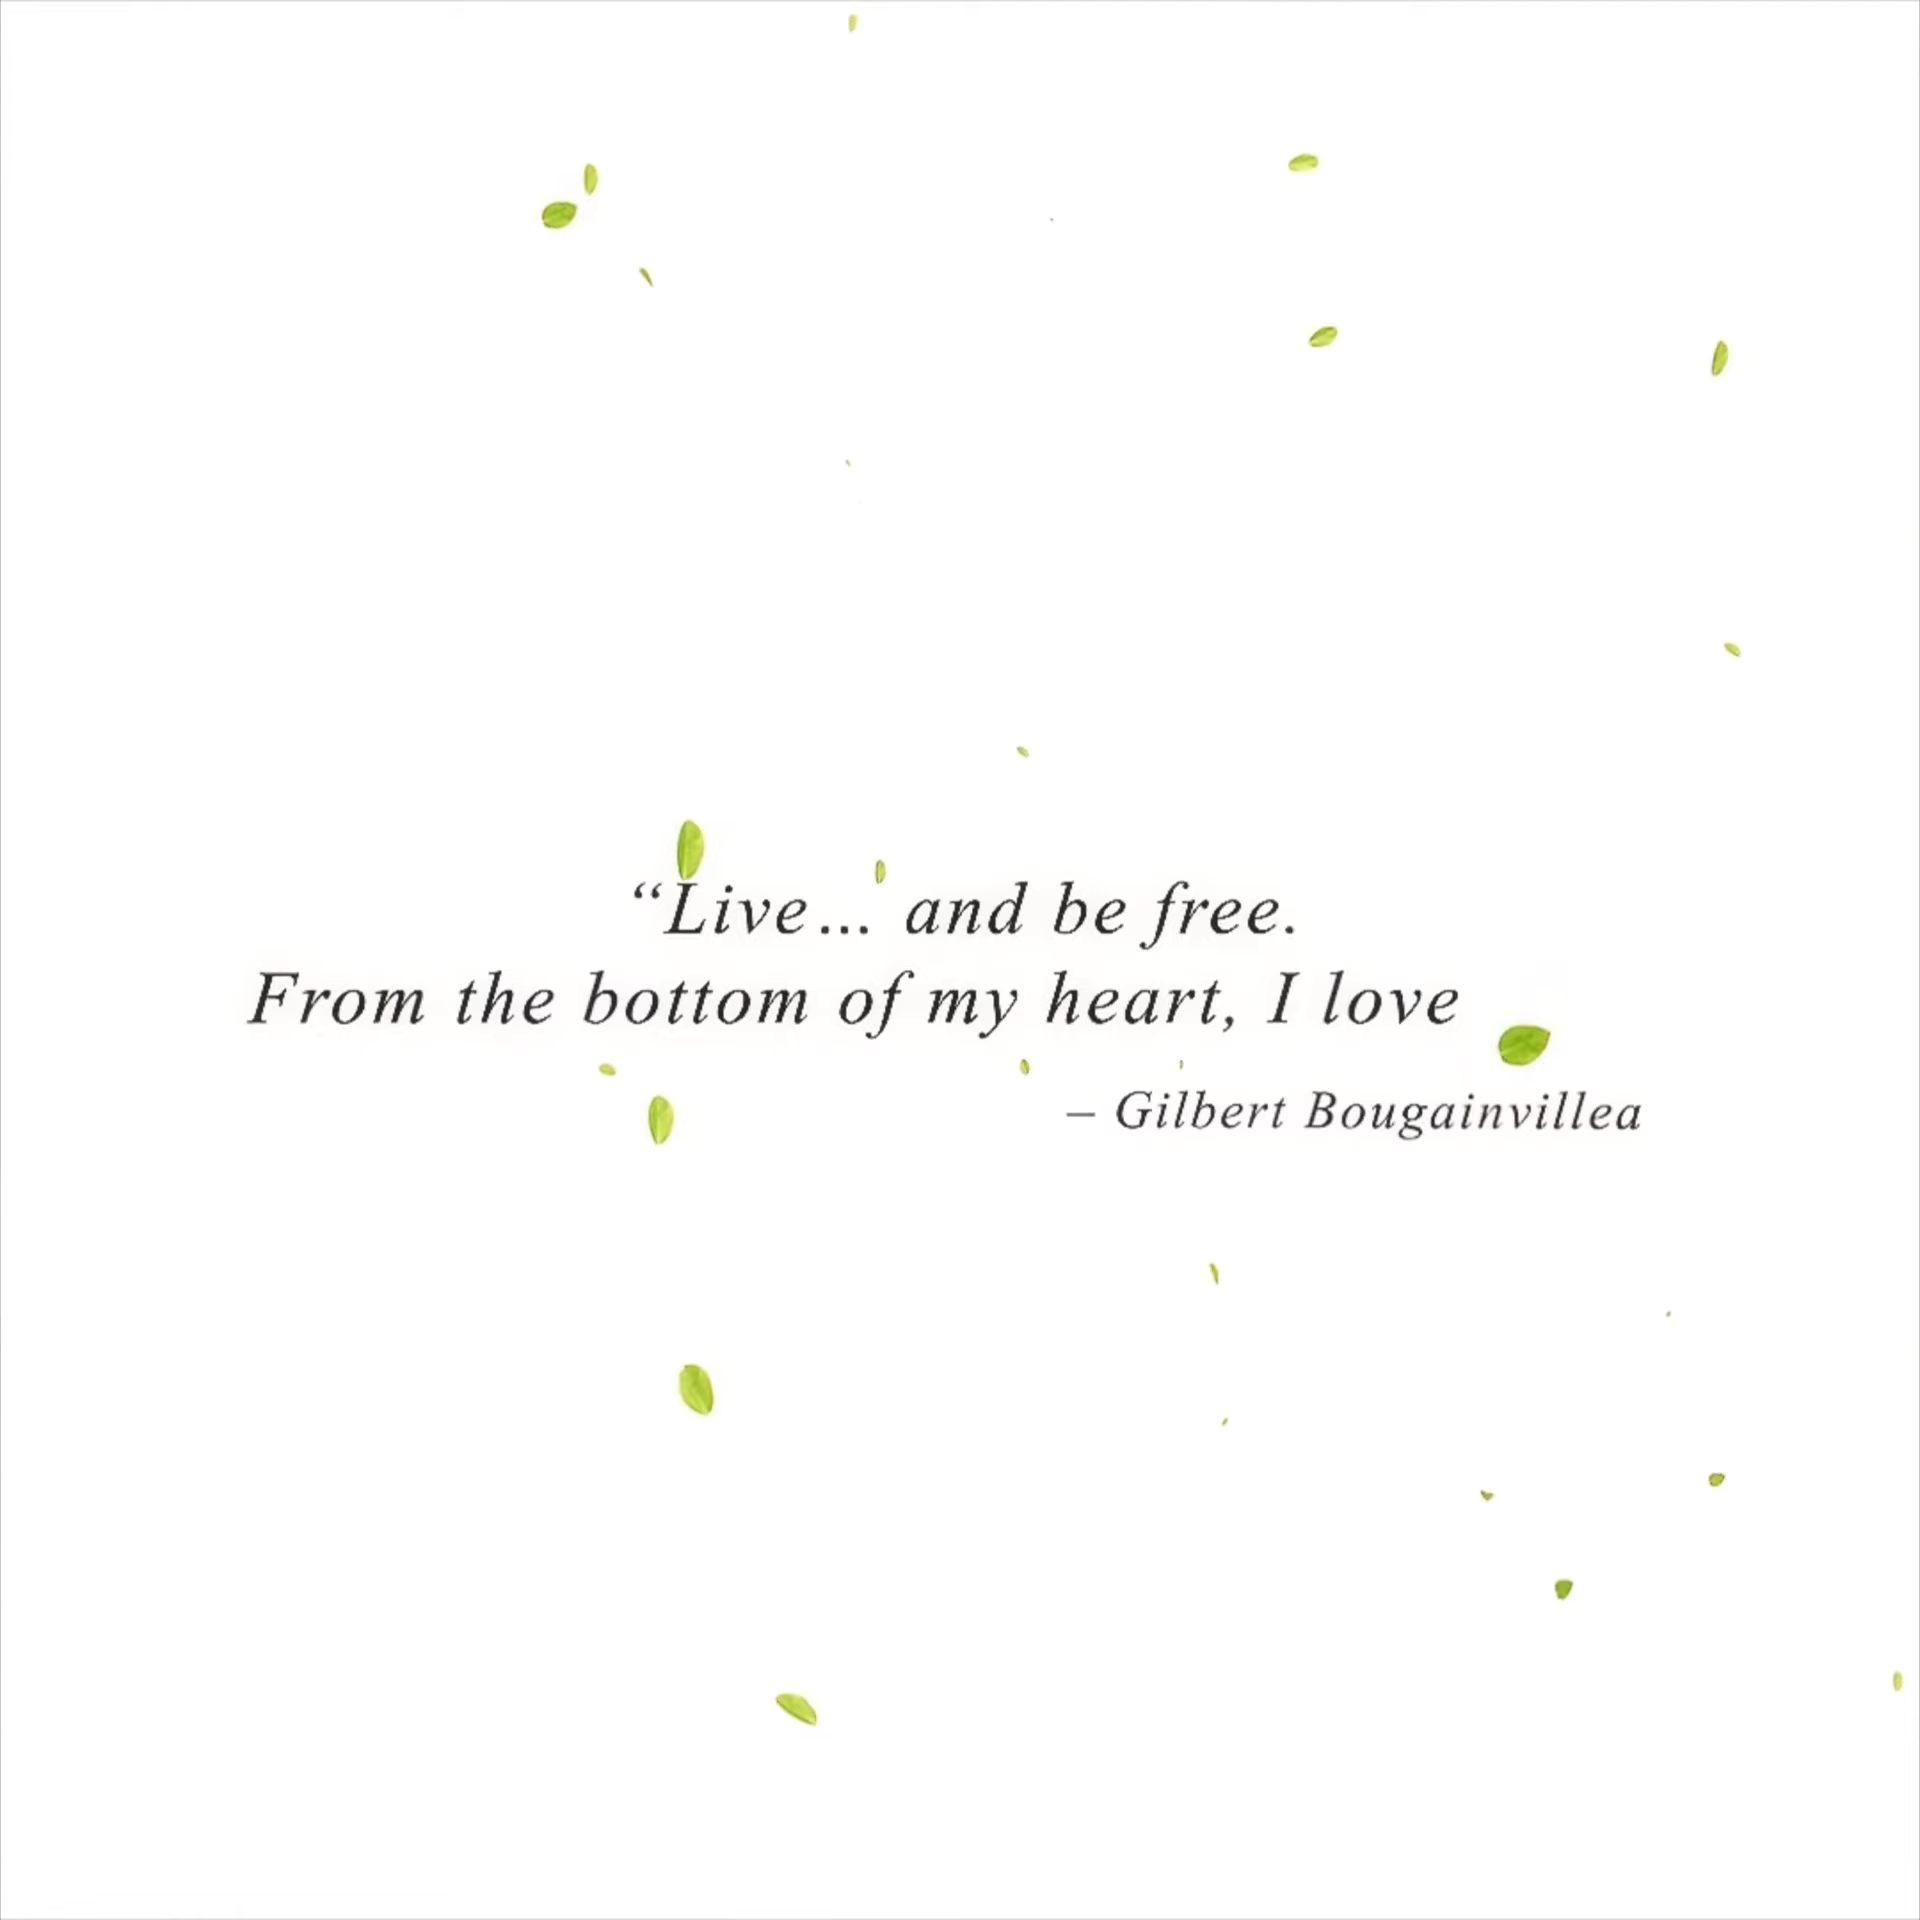 “Live... and be free.
From the bottom of my heart, I love
– Gilbert Bougainvillea